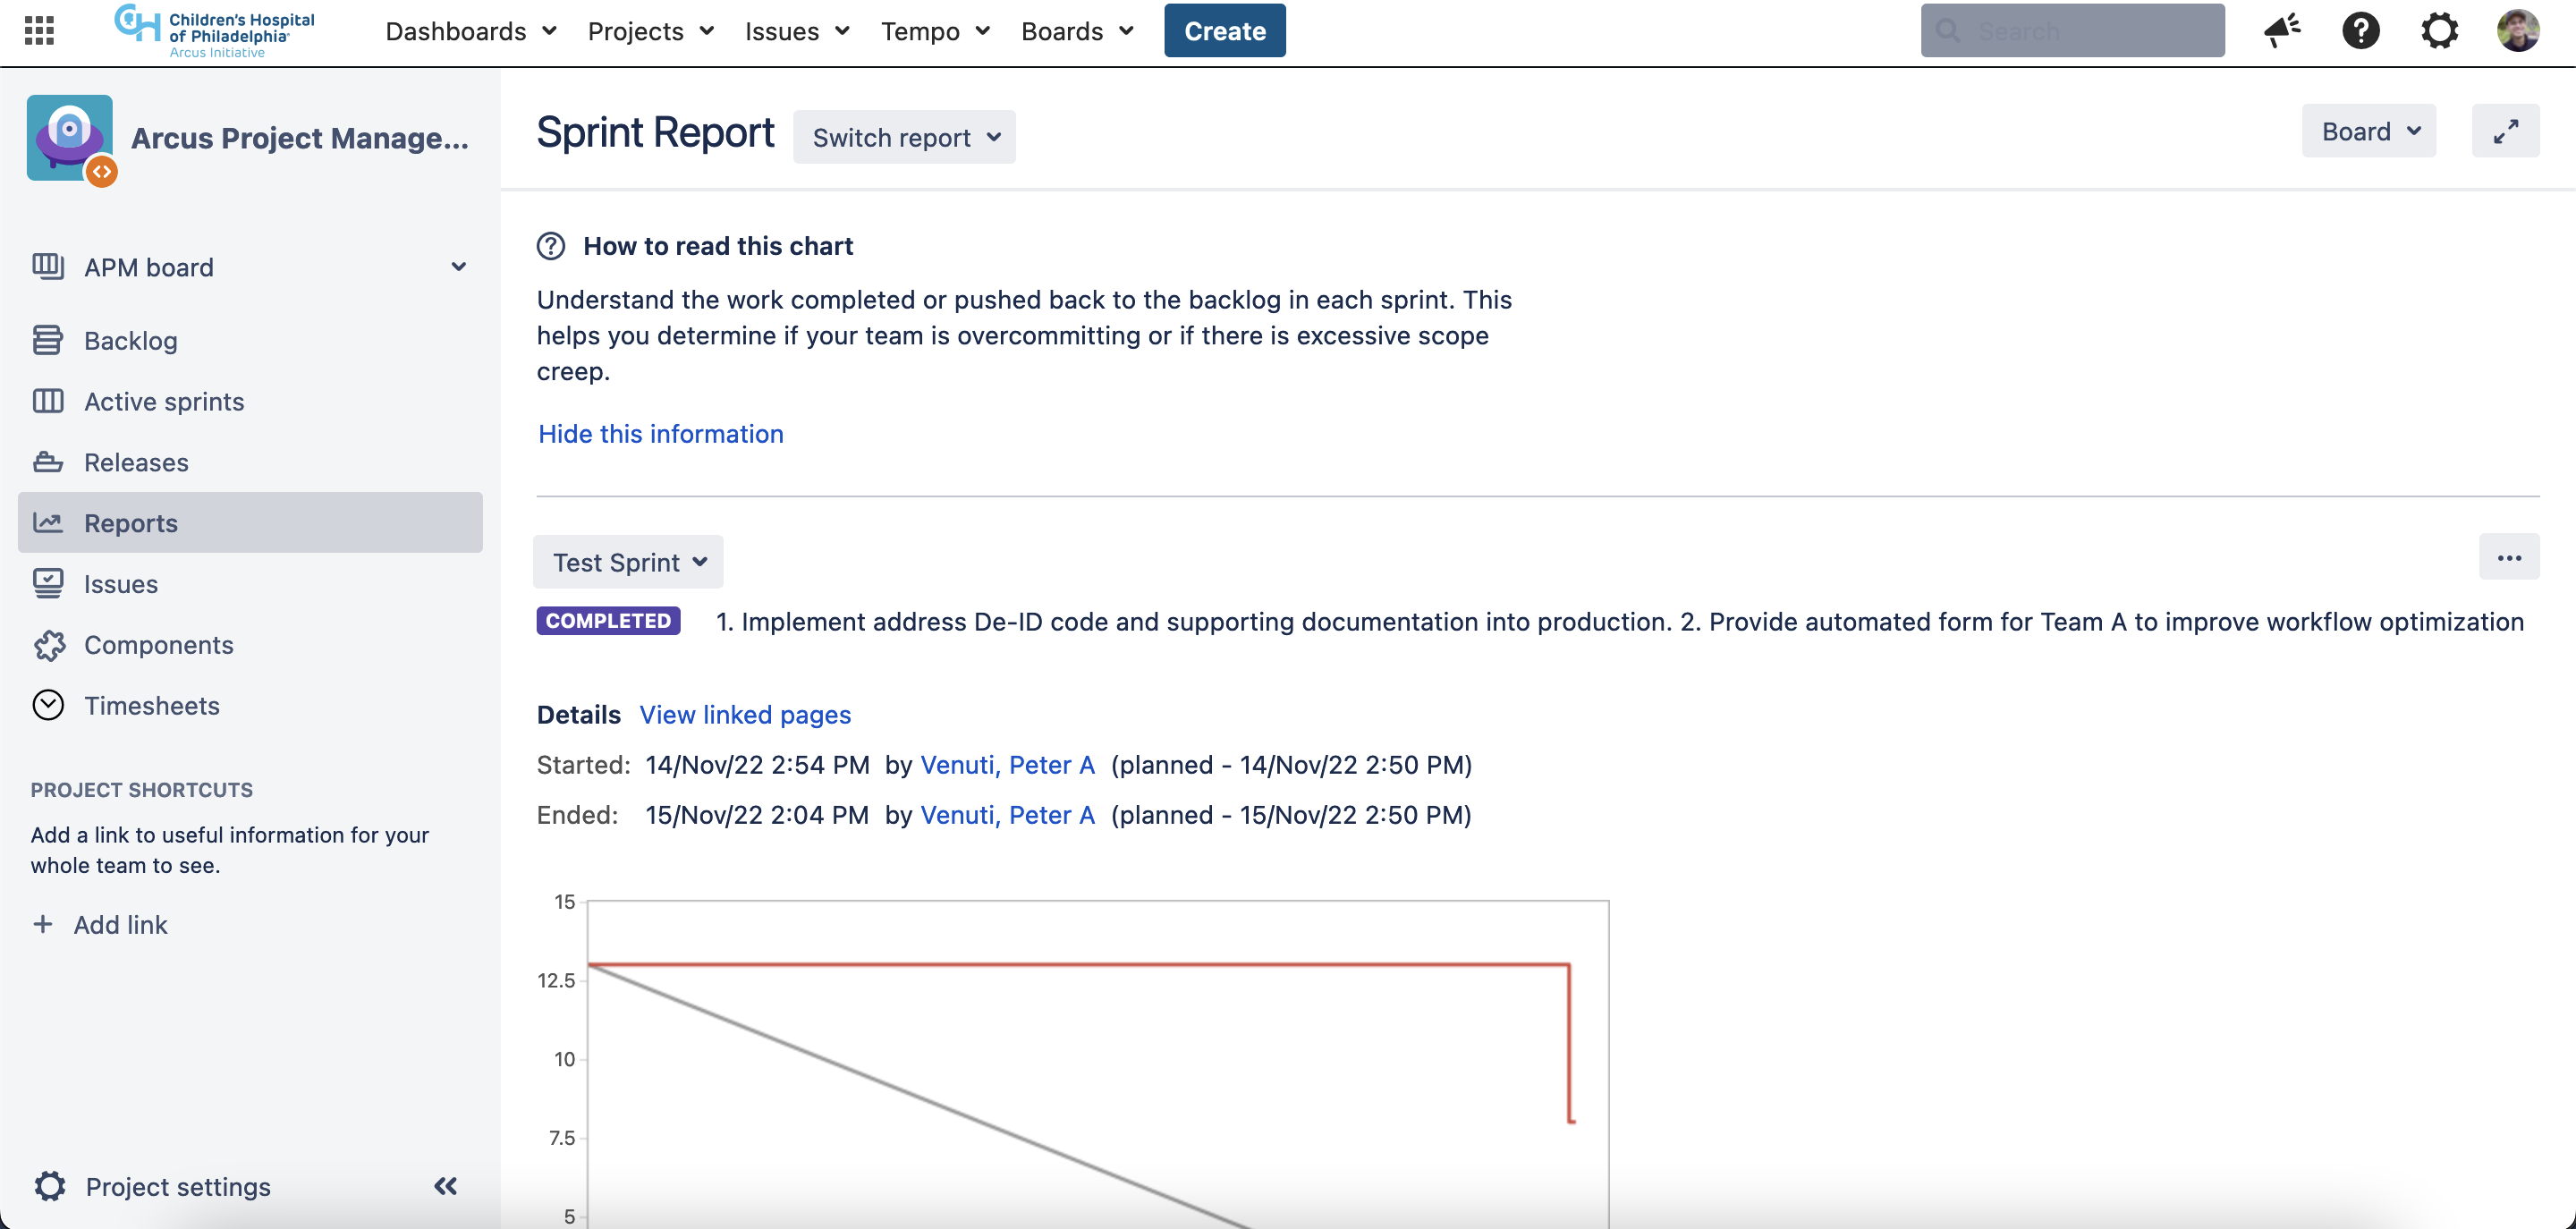 Children's Hospital
of Philadelphia
Arcus Initiative
Dashboards
Projects
Issues
Tempo
Boards
Create
Search
Arcus Project Manage...
APM board
Backlog
Active sprints
Releases
Reports
Issues
Components
Timesheets
PROJECT SHORTCUTS
Add a link to useful information for your
whole team to see.
+ Add link
Project settings
Sprint Report
Switch report
Board
How to read this chart
Understand the work completed or pushed back to the backlog in each sprint. This
helps you determine if your team is overcommitting or if there is excessive scope
creep.
Hide this information
Test Sprint
COMPLETED 1. Implement address De-ID code and supporting documentation into production. 2. Provide automated form for Team A to improve workflow optimization
Details View linked pages
Started: 14/Nov/22 2:54 PM by Venuti, Peter A (planned - 14/Nov/22 2:50 PM)
Ended: 15/Nov/22 2:04 PM by Venuti, Peter A (planned - 15/Nov/22 2:50 PM)
15
12.5
10
7.5
5